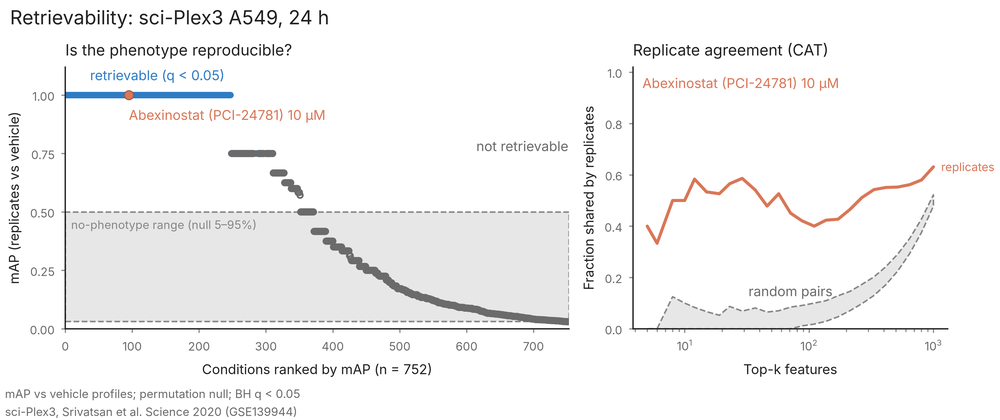 Retrievability: sci-Plex3 A549, 24 h
Is the phenotype reproducible?
retrievable (q < 0.05)
Abexinostat (PCI-24781) 10 µM
not retrievable
no-phenotype range (null 5–95%)
mAP (replicates vs vehicle)
1.00
0.75
0.50
0.25
0.00
0 100 200 300 400 500 600 700
Conditions ranked by mAP (n = 752)
Replicate agreement (CAT)
Abexinostat (PCI-24781) 10 µM
replicates
random pairs
Fraction shared by replicates
1.0
0.8
0.6
0.4
0.2
0.0
10¹ 10² 10³
Top-k features
mAP vs vehicle profiles; permutation null; BH q < 0.05
sci-Plex3, Srivatsan et al. Science 2020 (GSE139944)